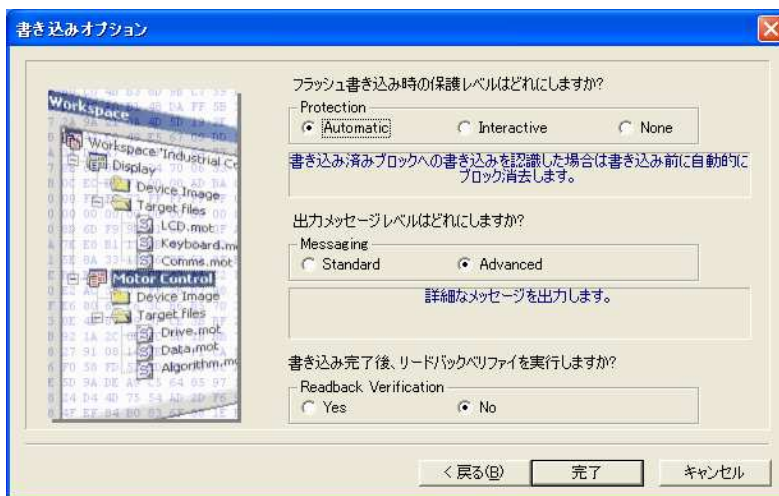 書き込みオプション
フラッシュ書き込み時の保護レベルはどれにしますか?
Protection
Automatic Interactive None
書き込み済みブロックへの書き込みを認識した場合は書き込み前に自動的に
ブロック消去します。
出力メッセージレベルはどれにしますか?
Messaging
Standard Advanced
詳細なメッセージを出力します。
書き込み完了後、リードバックベリファイを実行しますか?
Readback Verification
Yes No
< 戻る(B) 完了 キャンセル
Workspace
Workspace 'Industrial Co
Display
Device Image
Target files
LCD.mot
Keyboard.mo
Comms.mot
Motor Control
Device Image
Target files
Drive.mot
Data.mot
Algorithm.mo